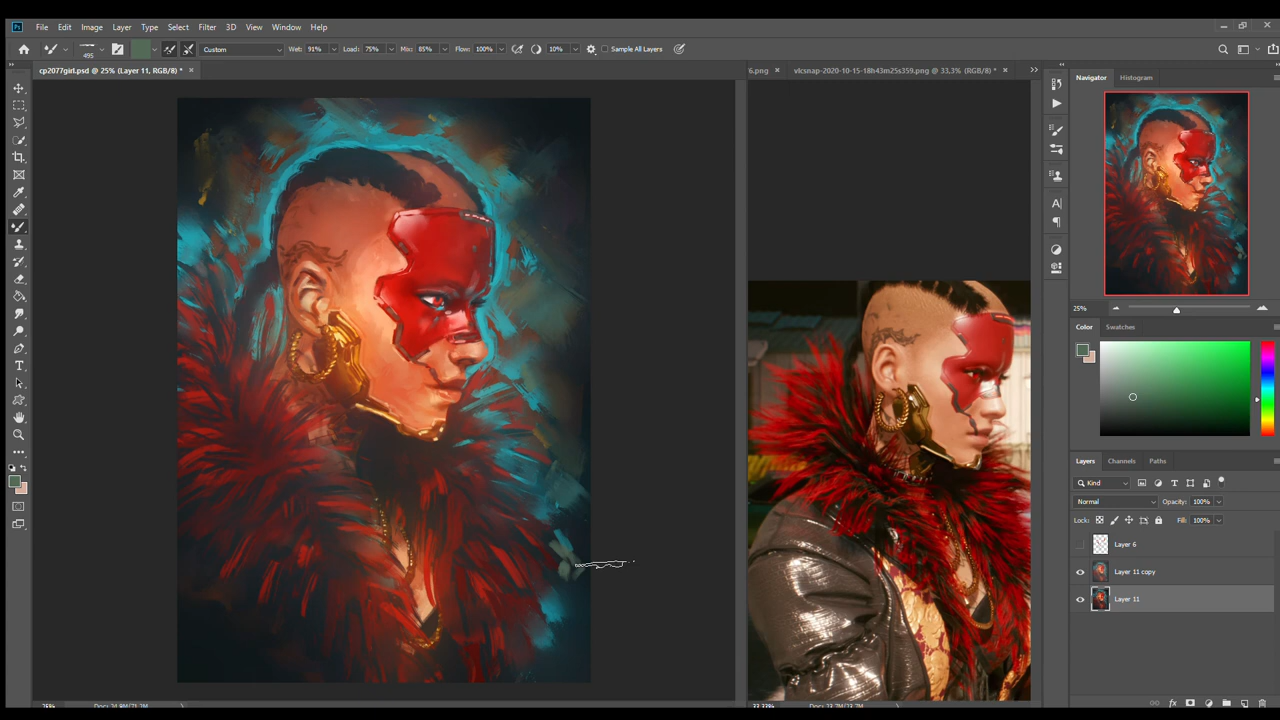 Ps File Edit Image Layer Type Select Filter 3D View Window Help
495 Custom Wet: 91% Load: 75% Mix: 85% Flow: 100% 10% Sample All Layers
cp2077girl.psd @ 25% (Layer 11, RGB/8) * × 6.png × vlcsnap-2020-10-15-18h43m25s359.png @ 33,3% (RGB/8) * ×
Navigator Histogram
25%
Color Swatches
Layers Channels Paths
Kind
Normal Opacity: 100%
Lock: Fill: 100%
Layer 6
Layer 11 copy
Layer 11